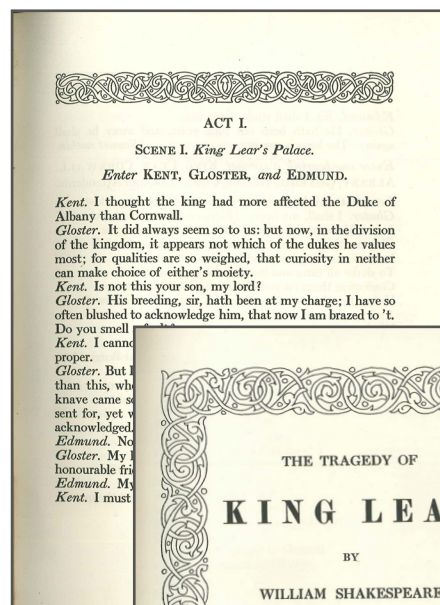 ACT I.
SCENE I. King Lear's Palace.
Enter KENT, GLOSTER, and EDMUND.
Kent. I thought the king had more affected the Duke of
Albany than Cornwall.
Gloster. It did always seem so to us: but now, in the division
of the kingdom, it appears not which of the dukes he values
most; for qualities are so weighed, that curiosity in neither
can make choice of either's moiety.
Kent. Is not this your son, my lord?
Gloster. His breeding, sir, hath been at my charge; I have so
often blushed to acknowledge him, that now I am brazed to 't.
Do you smell
Kent. I
proper.
Gloster. But
than this,
knave came
sent for, yet
acknowledged.
Edmund. No
Gloster. My
honourable
Edmund. My
Kent. I must
THE TRAGEDY OF
KING
BY
WILLIAM SHAKESPEARE